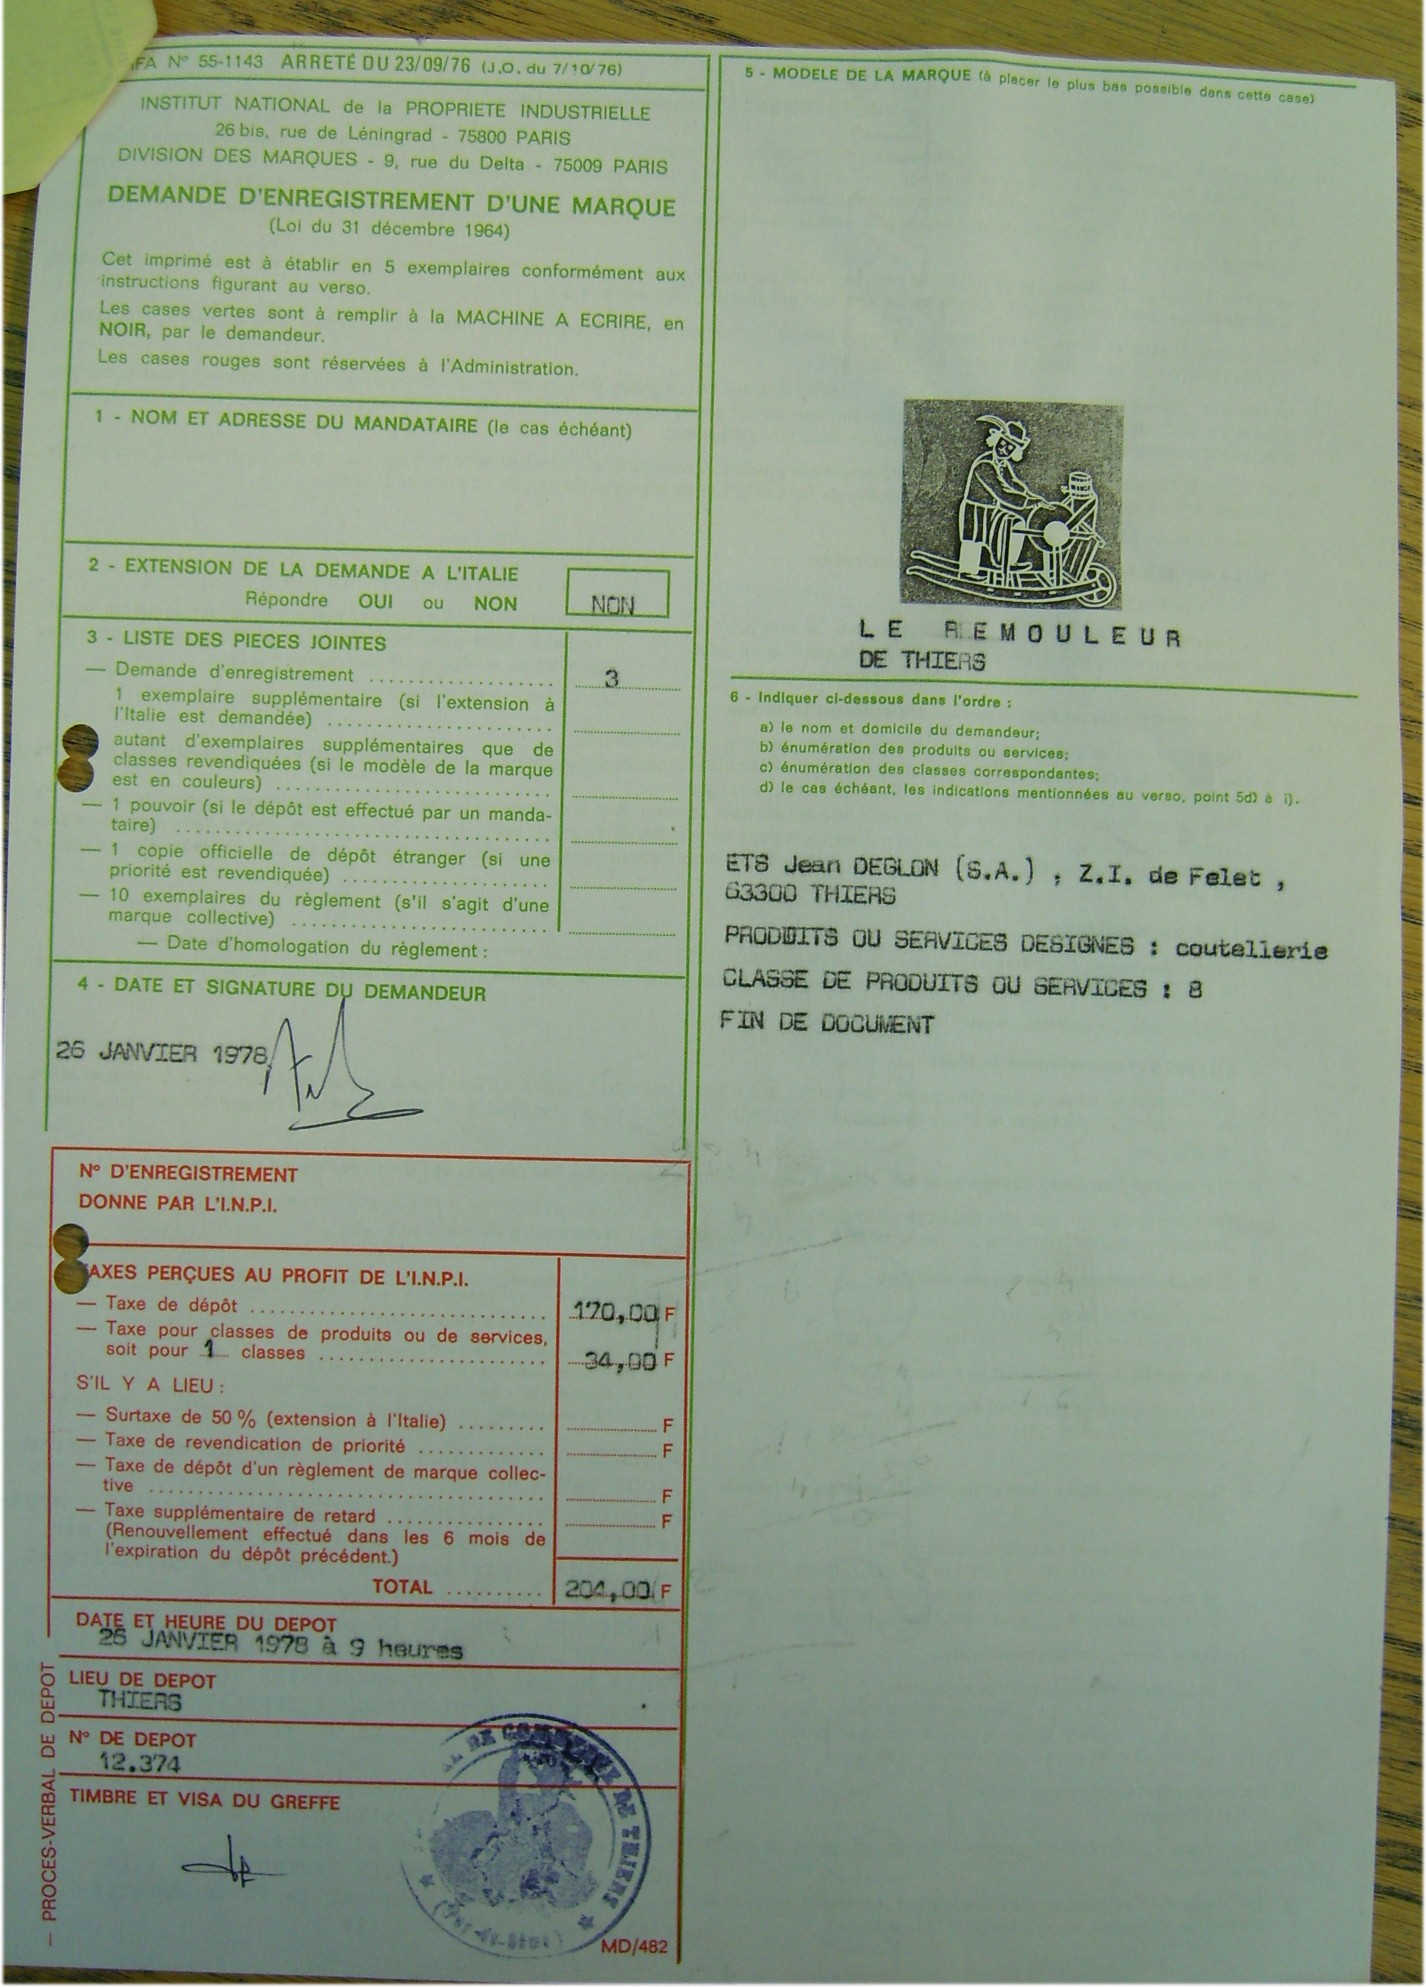 FA N° 55-1143 ARRETÉ DU 23/09/76 (J.O. du 7/10/76)
INSTITUT NATIONAL de la PROPRIETE INDUSTRIELLE
26 bis, rue de Léningrad - 75800 PARIS
DIVISION DES MARQUES - 9, rue du Delta - 75009 PARIS
DEMANDE D'ENREGISTREMENT D'UNE MARQUE
(Loi du 31 décembre 1964)
Cet imprimé est à établir en 5 exemplaires conformément aux
instructions figurant au verso.
Les cases vertes sont à remplir à la MACHINE A ECRIRE, en
NOIR, par le demandeur.
Les cases rouges sont réservées à l'Administration.
1 - NOM ET ADRESSE DU MANDATAIRE (le cas échéant)
2 - EXTENSION DE LA DEMANDE A L'ITALIE
Répondre OUI ou NON NON
3 - LISTE DES PIECES JOINTES
— Demande d'enregistrement .................. 3
1 exemplaire supplémentaire (si l'extension à
l'Italie est demandée) ......................
autant d'exemplaires supplémentaires que de
classes revendiquées (si le modèle de la marque
est en couleurs) ............................
— 1 pouvoir (si le dépôt est effectué par un manda-
taire) ......................................
— 1 copie officielle de dépôt étranger (si une
priorité est revendiquée) ...................
— 10 exemplaires du règlement (s'il s'agit d'une
marque collective) ..........................
— Date d'homologation du règlement :
4 - DATE ET SIGNATURE DU DEMANDEUR
26 JANVIER 1978
N° D'ENREGISTREMENT
DONNE PAR L'I.N.P.I.
AXES PERÇUES AU PROFIT DE L'I.N.P.I.
— Taxe de dépôt ............................. 170,00 F
— Taxe pour classes de produits ou de services,
soit pour 1 classes ...................... 34,00 F
S'IL Y A LIEU :
— Surtaxe de 50 % (extension à l'Italie) ......... F
— Taxe de revendication de priorité ............. F
— Taxe de dépôt d'un règlement de marque collec-
tive ........................................ F
— Taxe supplémentaire de retard ................ F
(Renouvellement effectué dans les 6 mois de
l'expiration du dépôt précédent.)
TOTAL .......... 204,00 F
DATE ET HEURE DU DEPOT
26 JANVIER 1978 à 9 heures
LIEU DE DEPOT
THIERS
N° DE DEPOT
12.374
TIMBRE ET VISA DU GREFFE
— PROCES-VERBAL DE DEPOT
DE COMMERCE DE THIERS
MD/482
5 - MODELE DE LA MARQUE (à placer le plus bas possible dans cette case)
LE REMOULEUR
DE THIERS
6 - Indiquer ci-dessous dans l'ordre :
a) le nom et domicile du demandeur;
b) énumération des produits ou services;
c) énumération des classes correspondantes;
d) le cas échéant, les indications mentionnées au verso, point 5d) à i).
ETS Jean DEGLON (S.A.) , Z.I. de Felet ,
63300 THIERS
PRODUITS OU SERVICES DESIGNES : coutellerie
CLASSE DE PRODUITS OU SERVICES : 8
FIN DE DOCUMENT